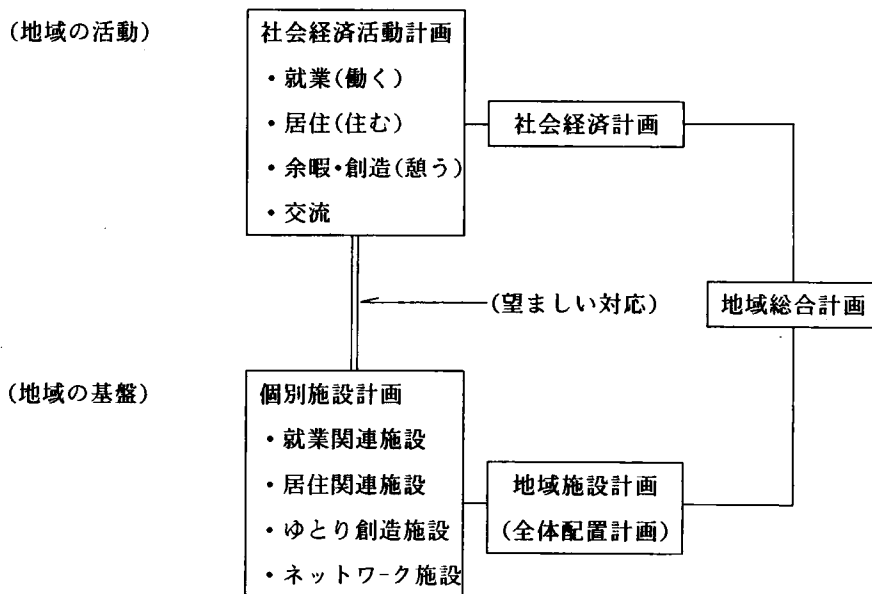 (地域の活動)
社会経済活動計画
・就業(働く)
・居住(住む)
・余暇・創造(憩う)
・交流
社会経済計画
(望ましい対応)
地域総合計画
(地域の基盤)
個別施設計画
・就業関連施設
・居住関連施設
・ゆとり創造施設
・ネットワーク施設
地域施設計画
(全体配置計画)